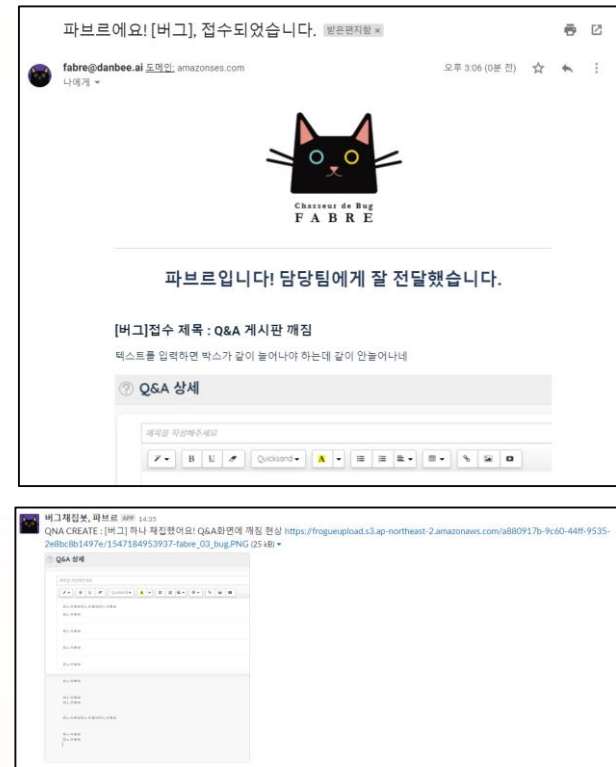 파브르에요! [버그], 접수되었습니다. 받은편지함 ×
fabre@danbee.ai 도메인: amazonses.com
오후 3:06 (0분 전)
나에게
Chasseur de Bug
FABRE
파브르입니다! 담당팀에게 잘 전달했습니다.
[버그]접수 제목 : Q&A 게시판 깨짐
텍스트를 입력하면 박스가 같이 늘어나야 하는데 같이 안늘어나네
Q&A 상세
제목을 작성해주세요
B U Quicksand A
버그채집봇, 파브르 APP 14:35
QNA CREATE : [버그] 하나 채집했어요! Q&A화면에 깨짐 현상 https://frogueupload.s3.ap-northeast-2.amazonaws.com/a880917b-9c60-44ff-9535-
2e8bc8b1497e/1547184953937-fabre_03_bug.PNG (25 kB)
Q&A 상세